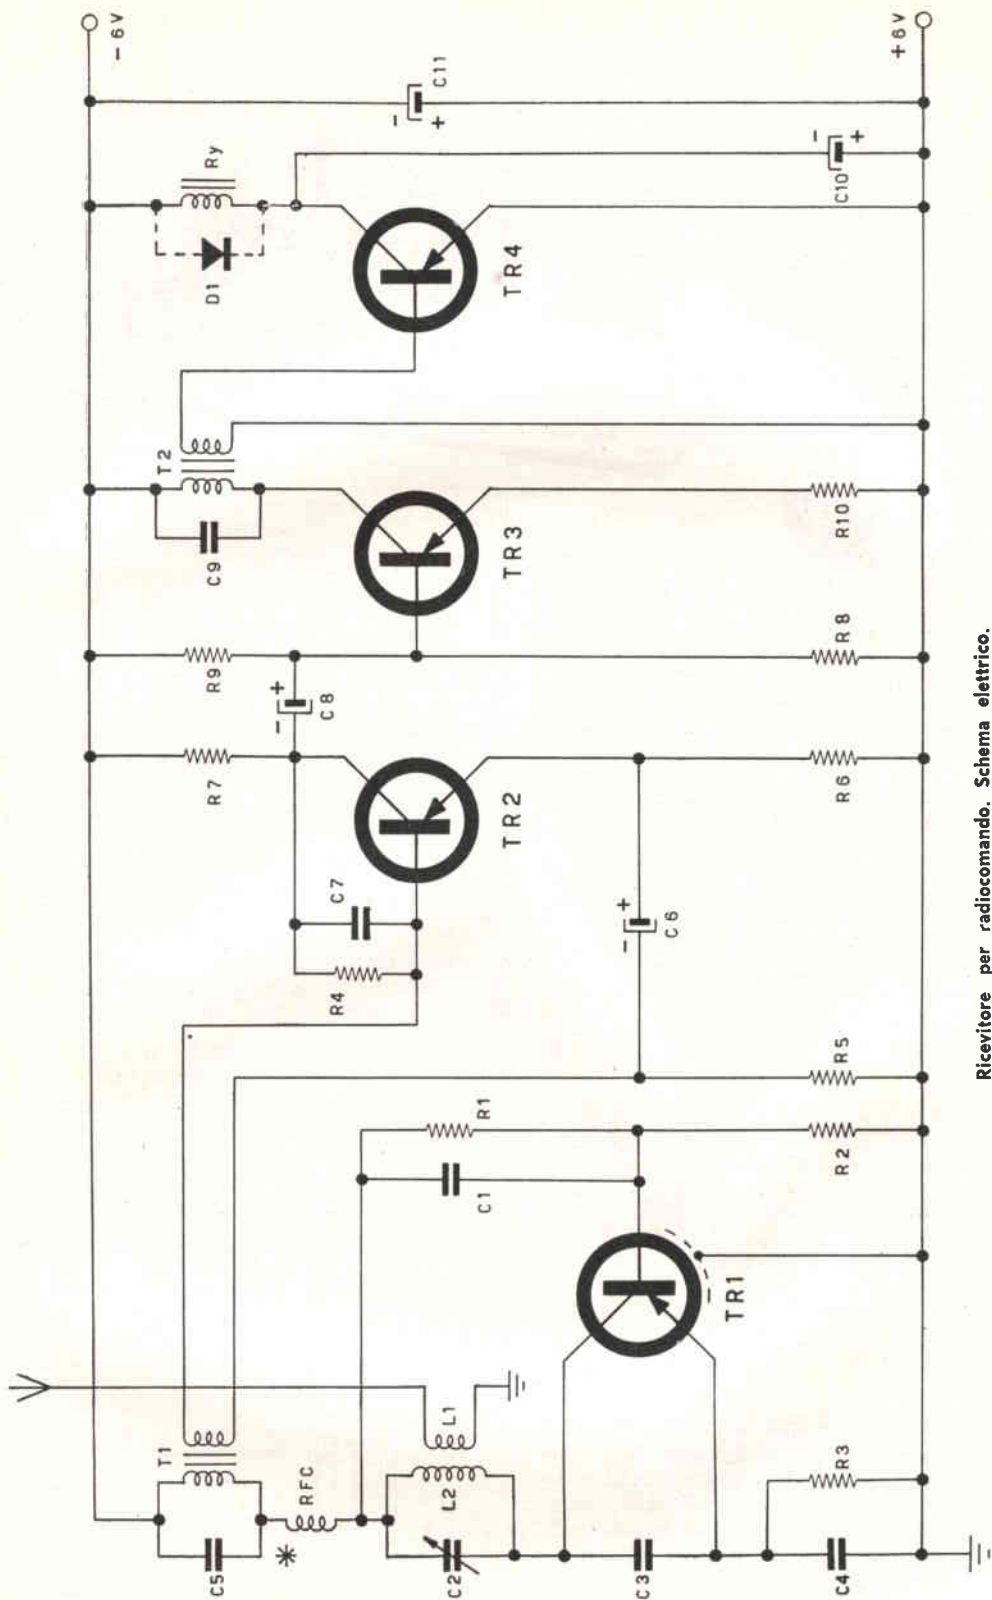 C5
T1
✱
RFC
C2
L2
L1
C3
C4
R3
TR1
C1
R1
R2
R5
R4
C7
C6
-
+
TR2
R7
R6
-
+
C8
R9
R8
C9
T2
TR3
R10
D1
Ry
TR4
C10
-
+
C11
-
+
-6V
+6V
Ricevitore per radiocomando. Schema elettrico.